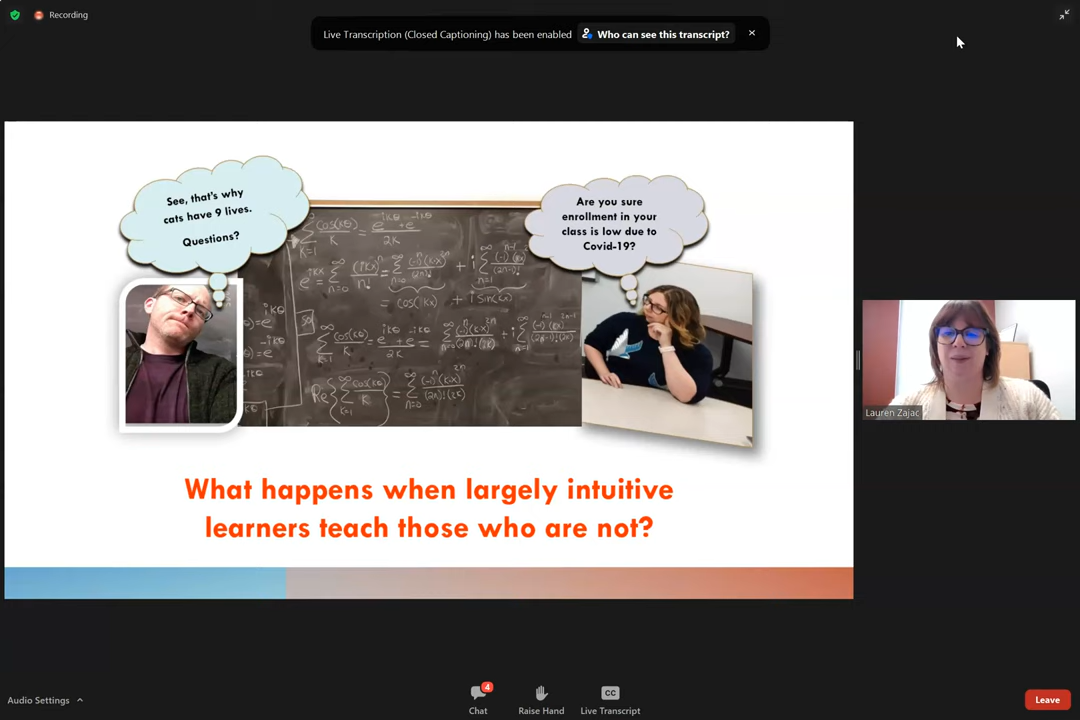 Recording
Live Transcription (Closed Captioning) has been enabled
Who can see this transcript?
See, that's why
cats have 9 lives.
Questions?
Are you sure
enrollment in your
class is low due to
Covid-19?
What happens when largely intuitive
learners teach those who are not?
Lauren Zajac
Audio Settings
4
Chat
Raise Hand
CC
Live Transcript
Leave